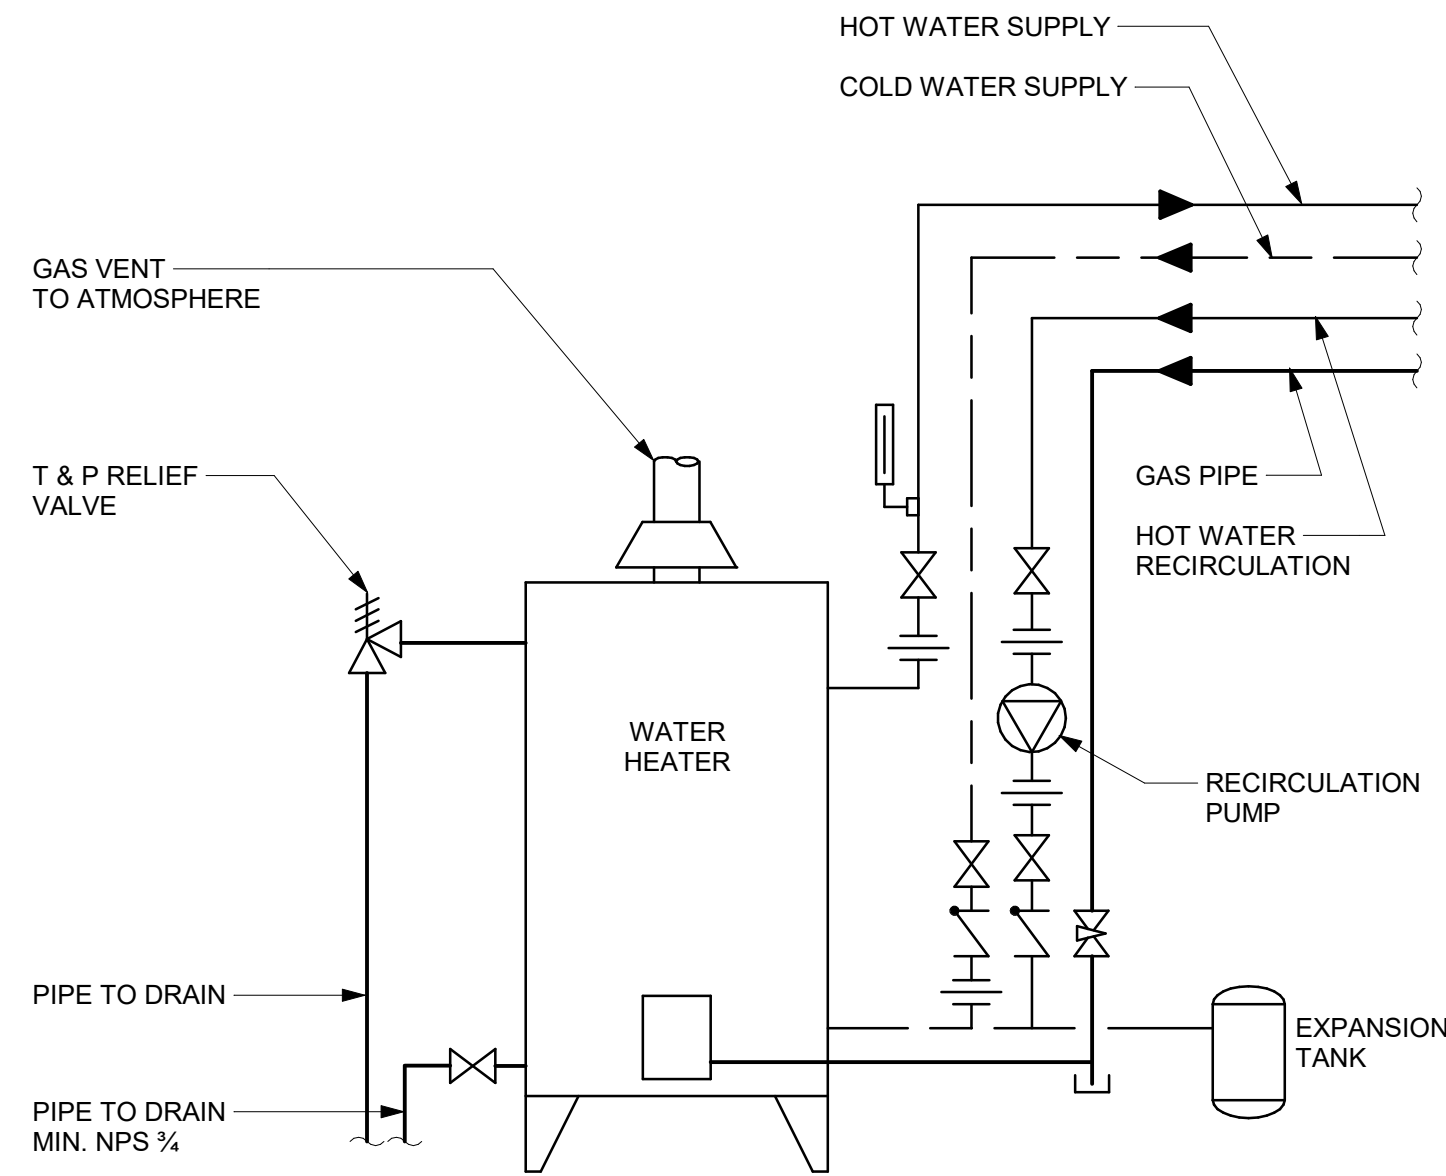 HOT WATER SUPPLY
COLD WATER SUPPLY
GAS VENT
TO ATMOSPHERE
T & P RELIEF
VALVE
GAS PIPE
HOT WATER
RECIRCULATION
WATER
HEATER
RECIRCULATION
PUMP
PIPE TO DRAIN
EXPANSION
TANK
PIPE TO DRAIN
MIN. NPS ¾